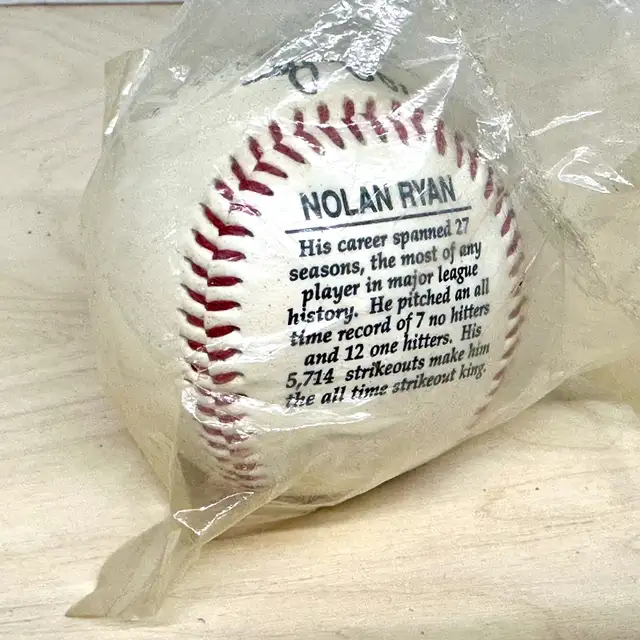 NOLAN RYAN
His career spanned 27
seasons, the most of any
player in major league
history. He pitched an all
time record of 7 no hitters
and 12 one hitters. His
5,714 strikeouts make him
the all time strikeout king.